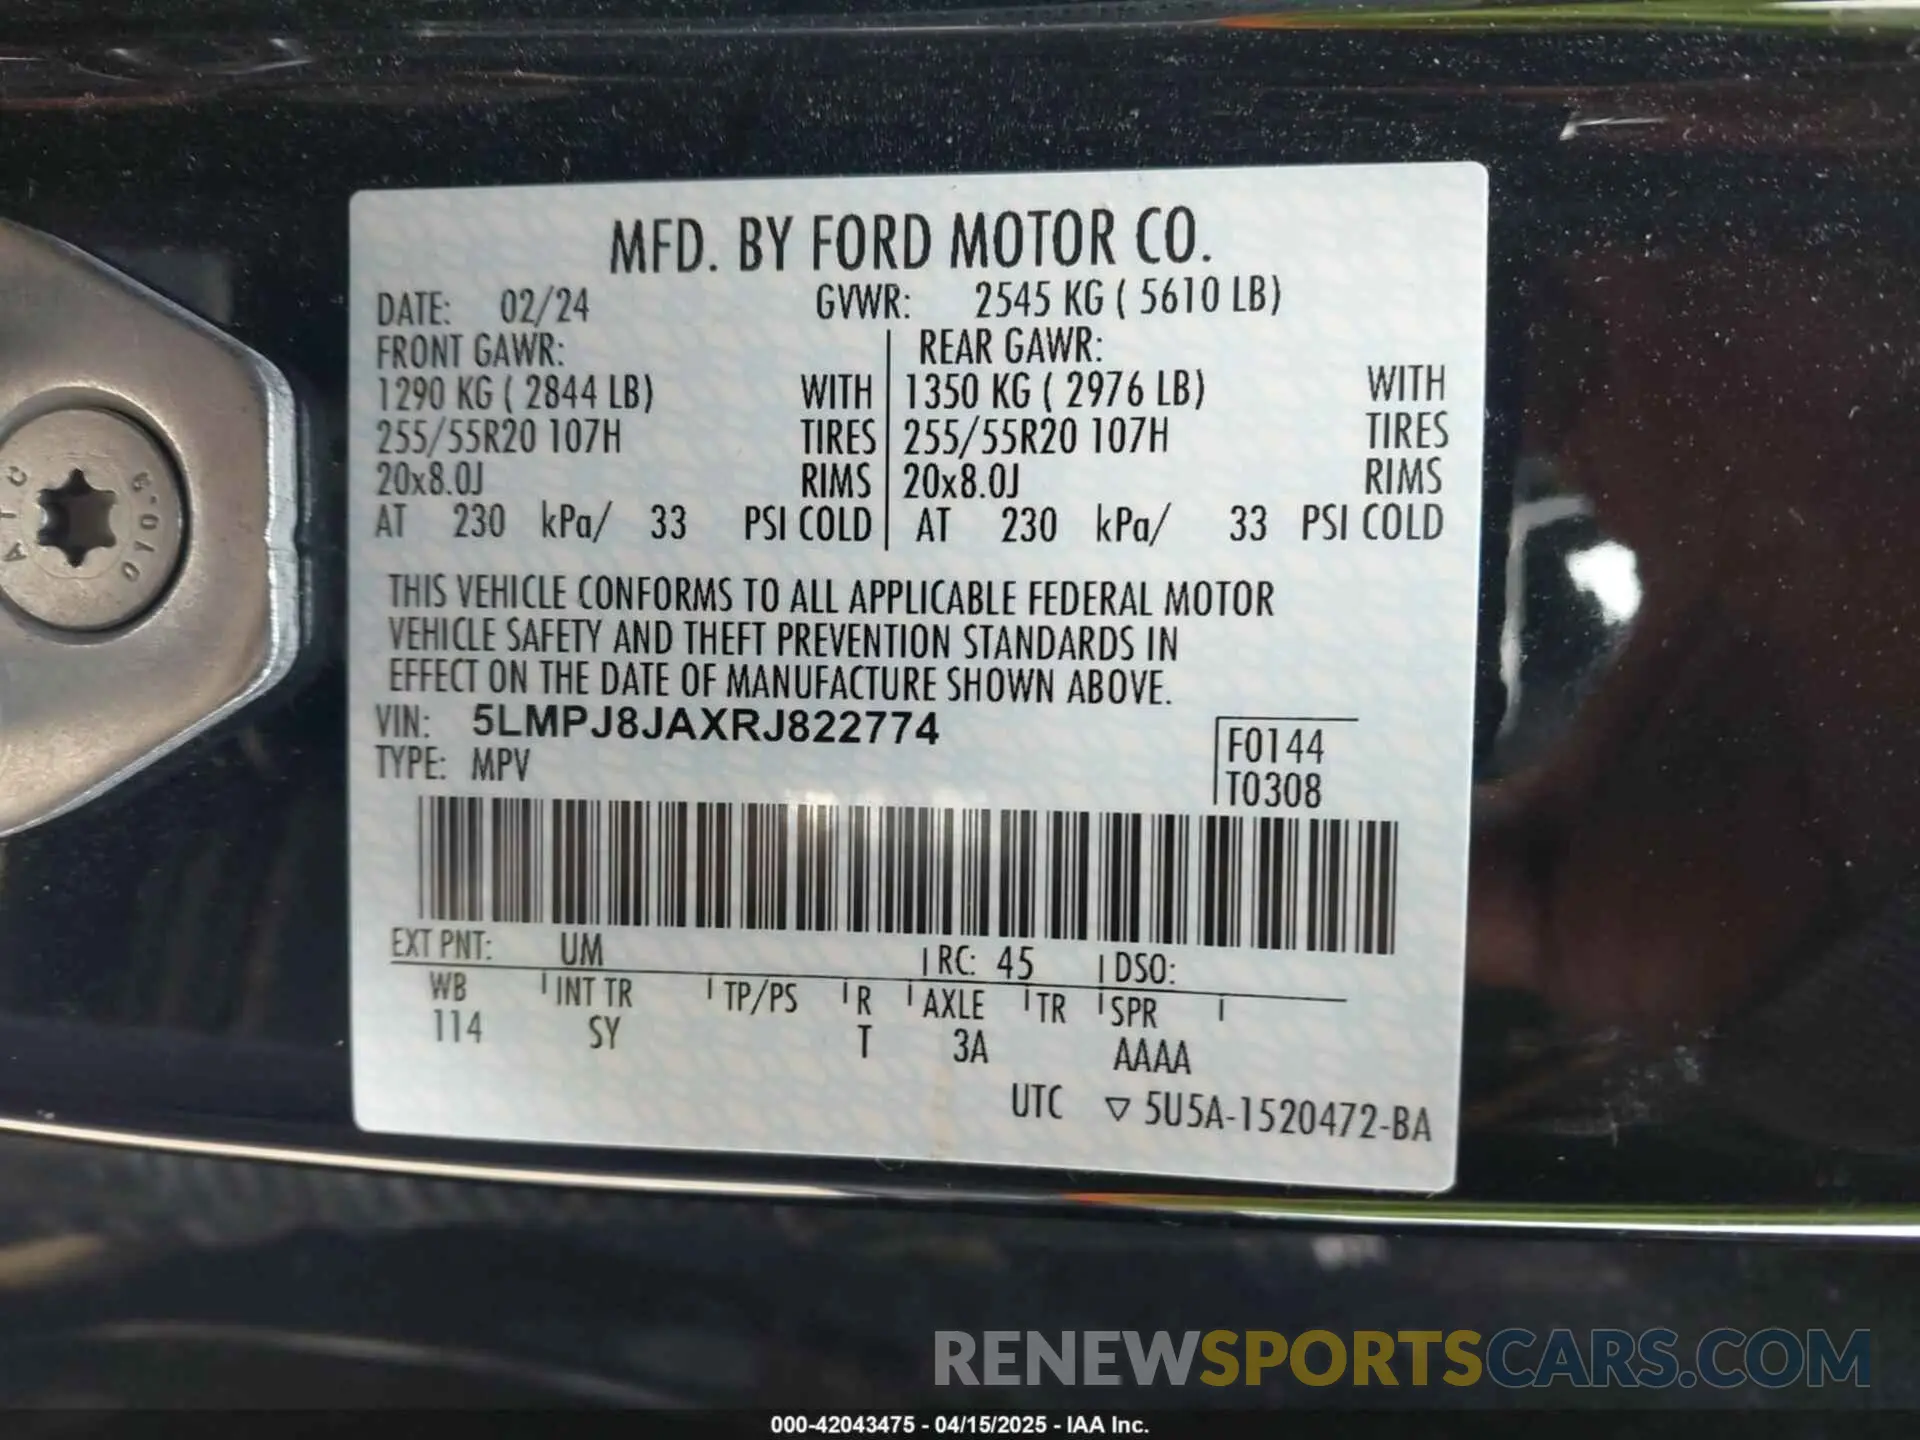 MFD. BY FORD MOTOR CO.
DATE: 02/24 GVWR: 2545 KG ( 5610 LB)
FRONT GAWR: REAR GAWR:
1290 KG ( 2844 LB) WITH 1350 KG ( 2976 LB) WITH
255/55R20 107H TIRES 255/55R20 107H TIRES
20x8.0J RIMS 20x8.0J RIMS
AT 230 kPa/ 33 PSI COLD AT 230 kPa/ 33 PSI COLD
THIS VEHICLE CONFORMS TO ALL APPLICABLE FEDERAL MOTOR
VEHICLE SAFETY AND THEFT PREVENTION STANDARDS IN
EFFECT ON THE DATE OF MANUFACTURE SHOWN ABOVE.
VIN: 5LMPJ8JAXRJ822774
TYPE: MPV
F0144
T0308
EXT PNT: UM RC: 45 DSO:
WB INT TR TP/PS R AXLE TR SPR
114 SY T 3A AAAA
UTC ▽ 5U5A-1520472-BA
ATC 6-010
RENEWSPORTSCARS.COM
000-42043475 - 04/15/2025 - IAA Inc.